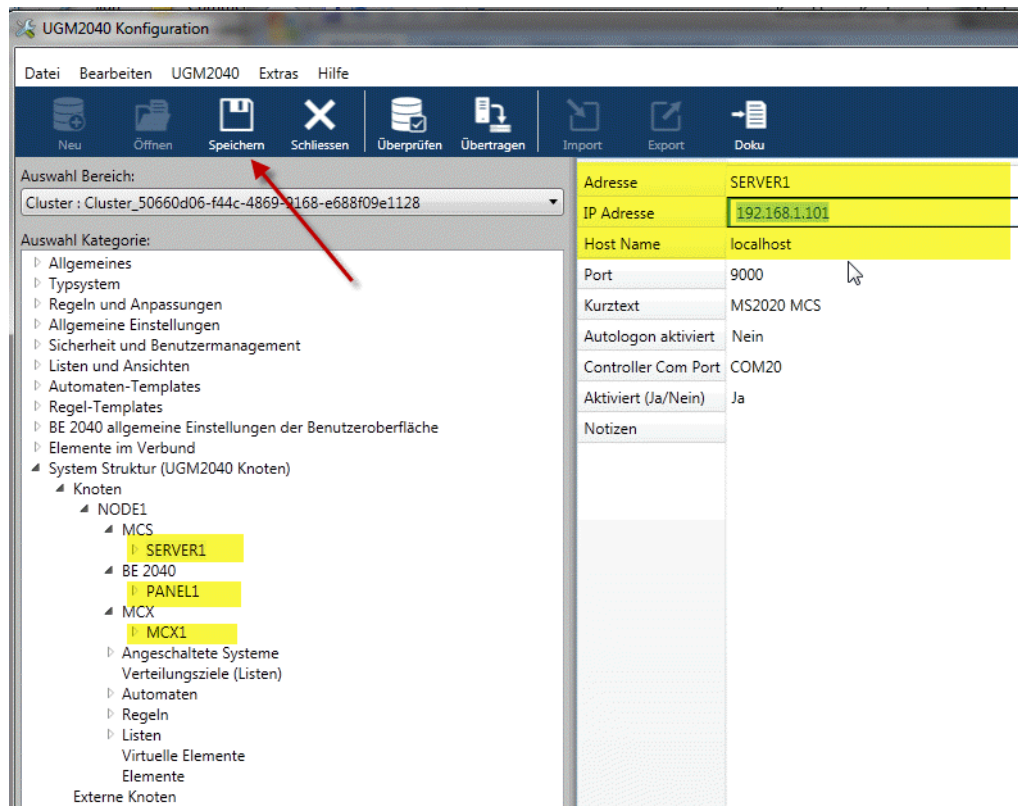 UGM2040 Konfiguration
Datei Bearbeiten UGM2040 Extras Hilfe
Neu Öffnen Speichern Schliessen Überprüfen Übertragen Import Export Doku
Auswahl Bereich:
Cluster : Cluster_50660d06-f44c-4869-9168-e688f09e1128
Auswahl Kategorie:
Allgemeines
Typsystem
Regeln und Anpassungen
Allgemeine Einstellungen
Sicherheit und Benutzermanagement
Listen und Ansichten
Automaten-Templates
Regel-Templates
BE 2040 allgemeine Einstellungen der Benutzeroberfläche
Elemente im Verbund
System Struktur (UGM2040 Knoten)
Knoten
NODE1
MCS
SERVER1
BE 2040
PANEL1
MCX
MCX1
Angeschaltete Systeme
Verteilungsziele (Listen)
Automaten
Regeln
Listen
Virtuelle Elemente
Elemente
Externe Knoten
Adresse SERVER1
IP Adresse 192.168.1.101
Host Name localhost
Port 9000
Kurztext MS2020 MCS
Autologon aktiviert Nein
Controller Com Port COM20
Aktiviert (Ja/Nein) Ja
Notizen